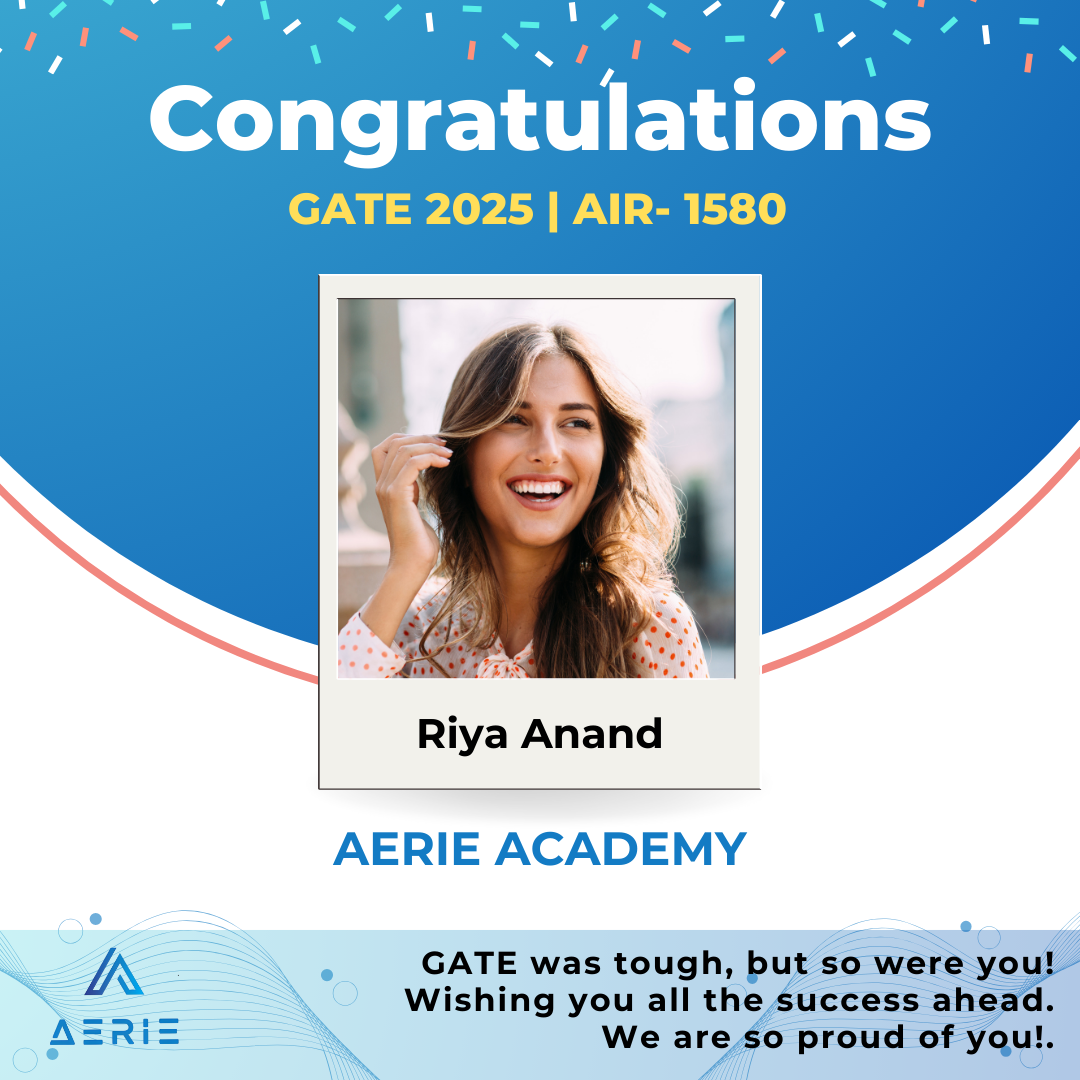 Congratulations
GATE 2025 | AIR- 1580
Riya Anand
AERIE ACADEMY
GATE was tough, but so were you!
Wishing you all the success ahead.
We are so proud of you!.
AERIE